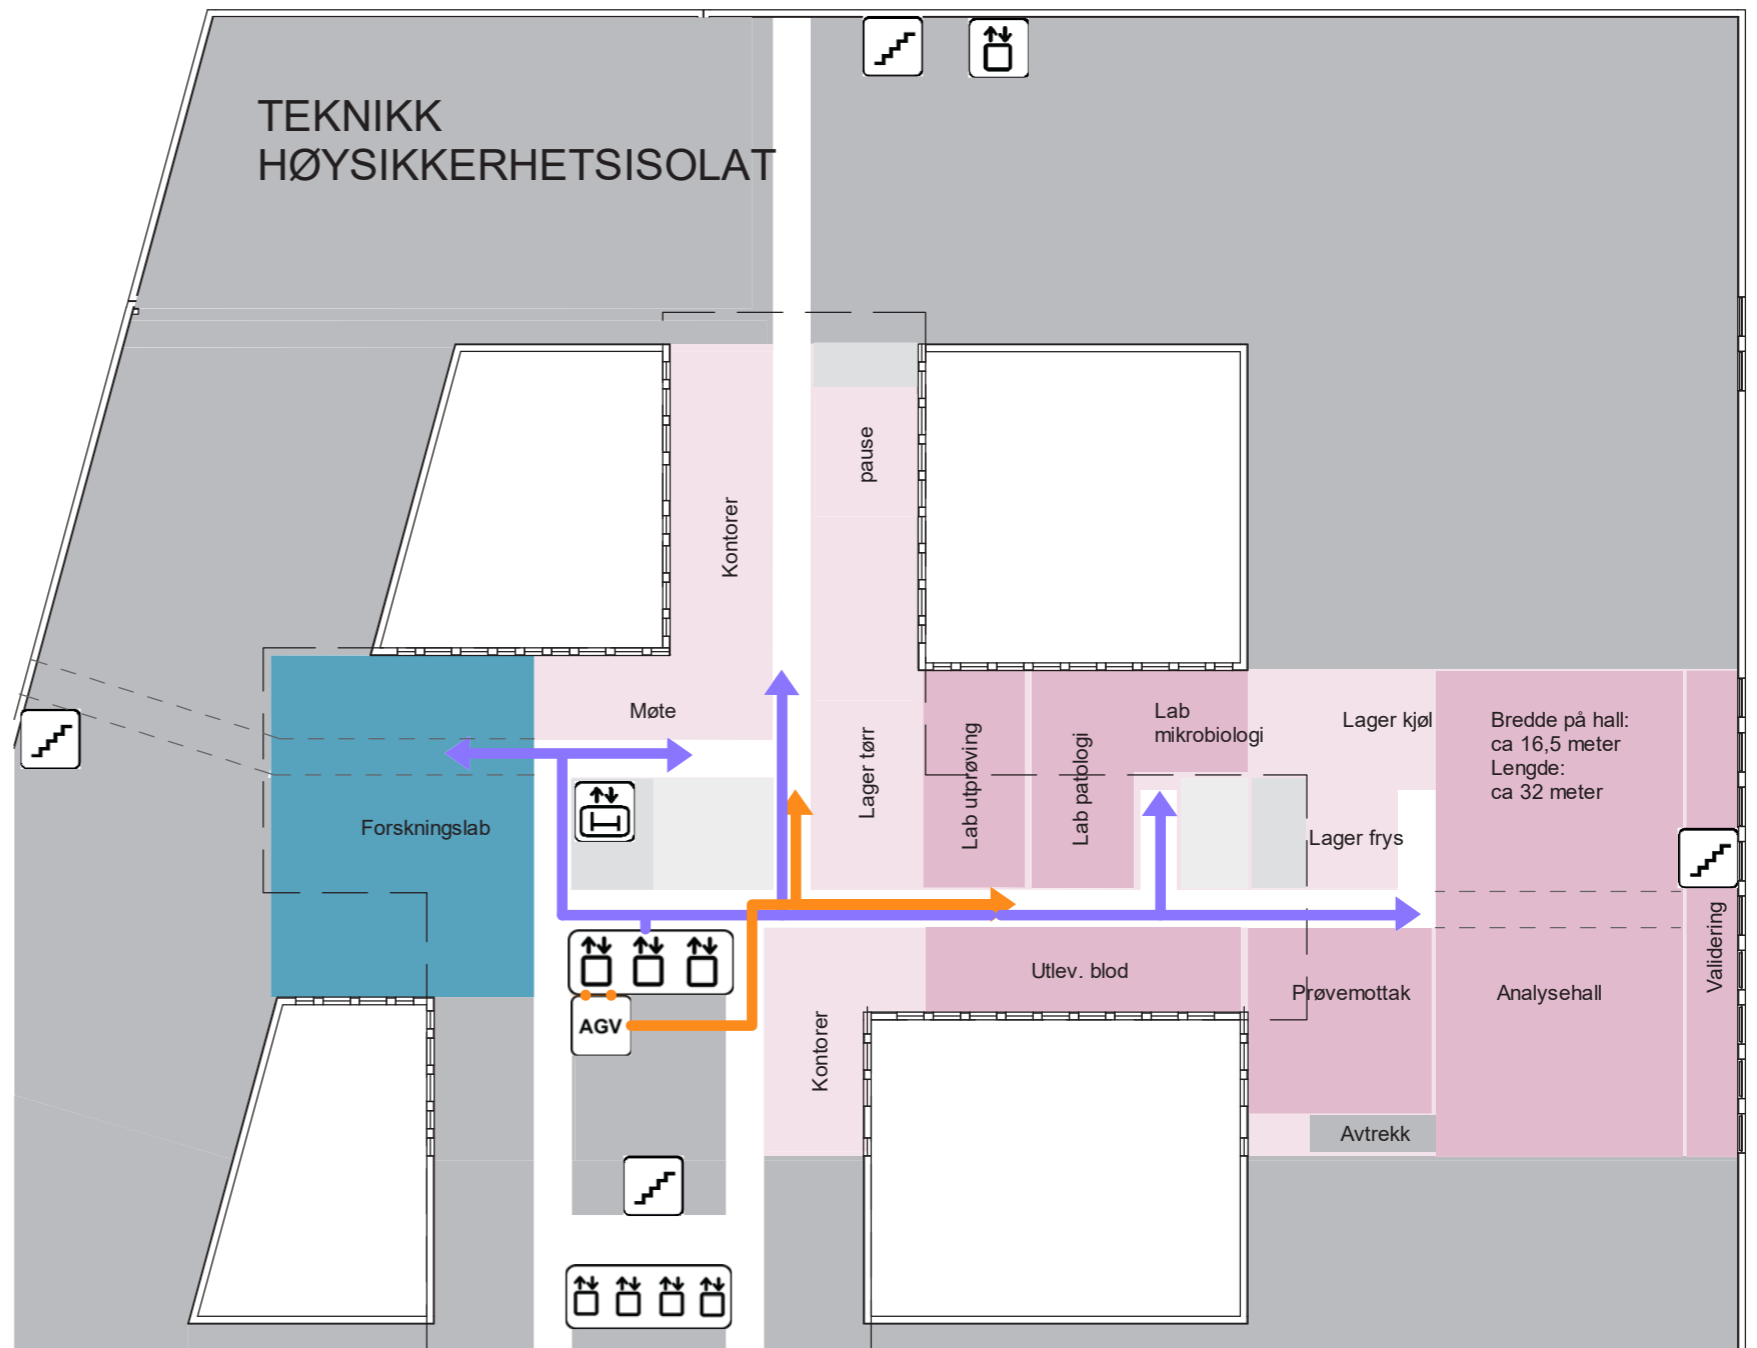 TEKNIKK
HØYSIKKERHETSISOLAT
pause
Kontorer
Møte
Lager tørr
Lab utprøving
Lab patologi
Lab
mikrobiologi
Lager kjøl
Bredde på hall:
ca 16,5 meter
Lengde:
ca 32 meter
Forskningslab
Lager frys
Validering
Utlev. blod
Prøvemottak
Analysehall
AGV
Kontorer
Avtrekk